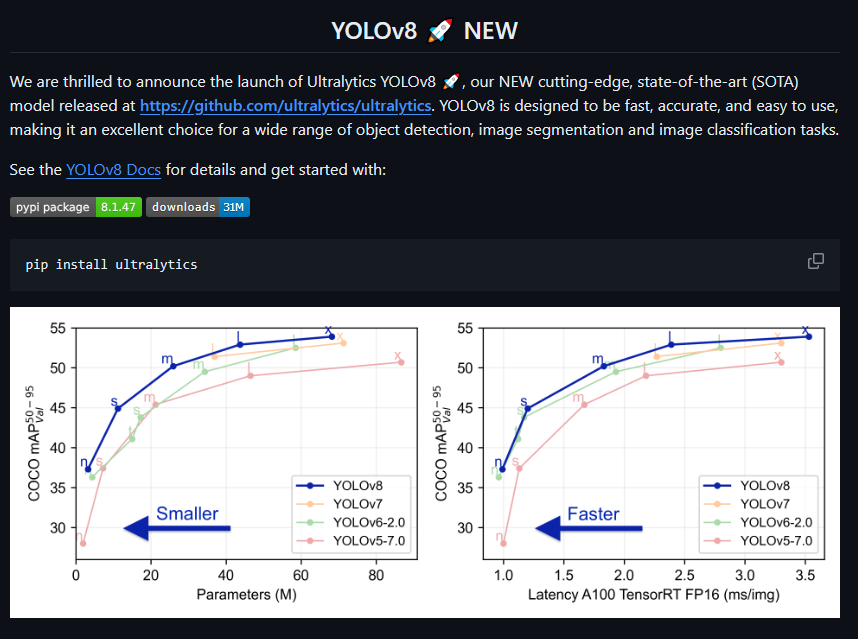 YOLOv8 🚀 NEW
We are thrilled to announce the launch of Ultralytics YOLOv8 🚀, our NEW cutting-edge, state-of-the-art (SOTA)
model released at https://github.com/ultralytics/ultralytics. YOLOv8 is designed to be fast, accurate, and easy to use,
making it an excellent choice for a wide range of object detection, image segmentation and image classification tasks.
See the YOLOv8 Docs for details and get started with:
pypi package 8.1.47 downloads 31M
pip install ultralytics
COCO mAP 50-95 Val
55
50
45
40
35
30
n
s
m
l
x
l
x
n
s
t
m
l
n
s
m
l
x
Smaller
YOLOv8
YOLOv7
YOLOv6-2.0
YOLOv5-7.0
0 20 40 60 80
Parameters (M)
COCO mAP 50-95 Val
55
50
45
40
35
30
n
s
m
l
x
l
x
n
s
t
l
n
s
m
l
x
Faster
YOLOv8
YOLOv7
YOLOv6-2.0
YOLOv5-7.0
1.0 1.5 2.0 2.5 3.0 3.5
Latency A100 TensorRT FP16 (ms/img)